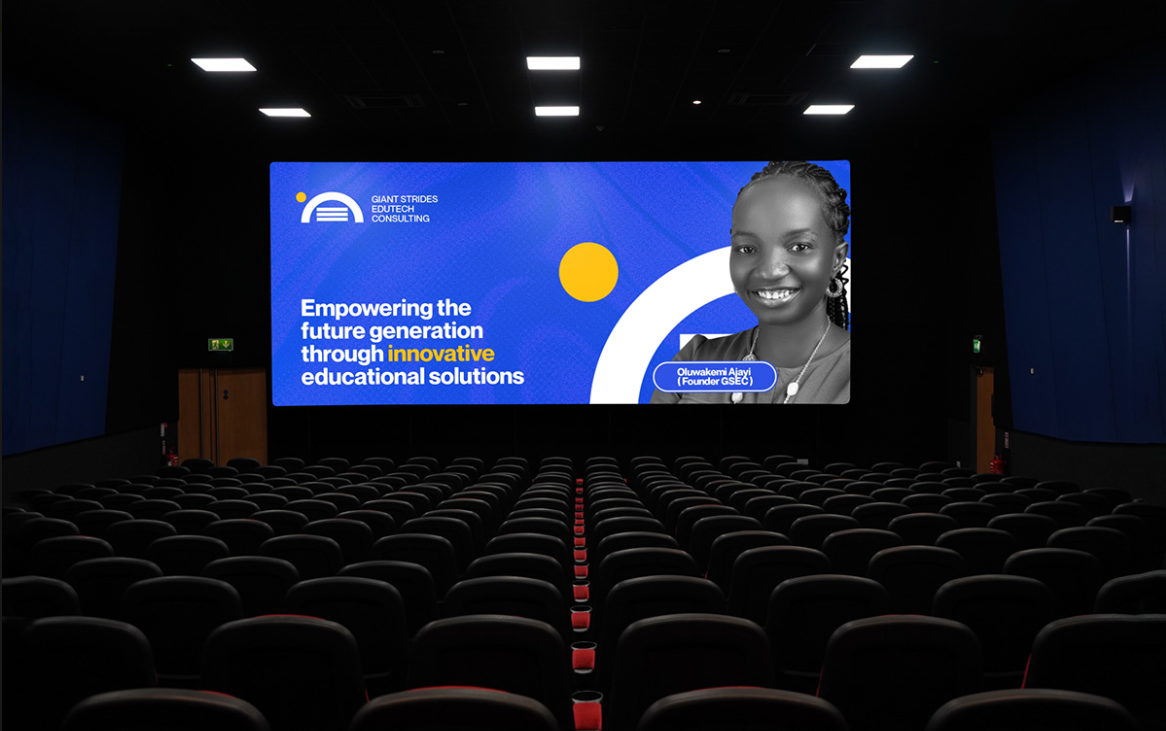 GIANT STRIDES
EDUTECH
CONSULTING
Empowering the
future generation
through innovative
educational solutions
Oluwakemi Ajayi
( Founder GSEC )